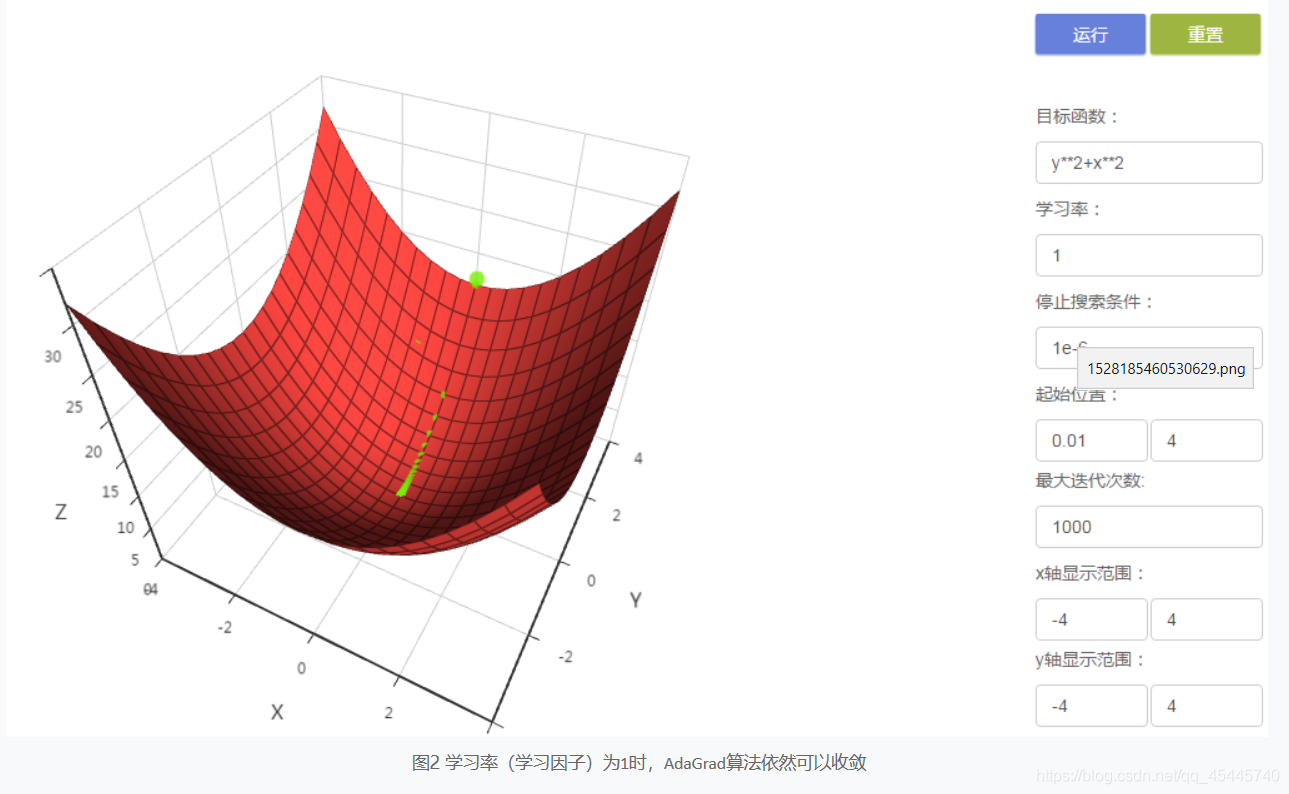 运行 重置
目标函数：
y**2+x**2
学习率：
1
停止搜索条件：
1e-6
1528185460530629.png
起始位置：
0.01 4
最大迭代次数:
1000
x轴显示范围：
-4 4
y轴显示范围：
-4 4
30
25
20
15
10
5
Z
-2
0
2
X
4
2
0
-2
Y
图2 学习率（学习因子）为1时，AdaGrad算法依然可以收敛
https://blog.csdn.net/qq_45445740